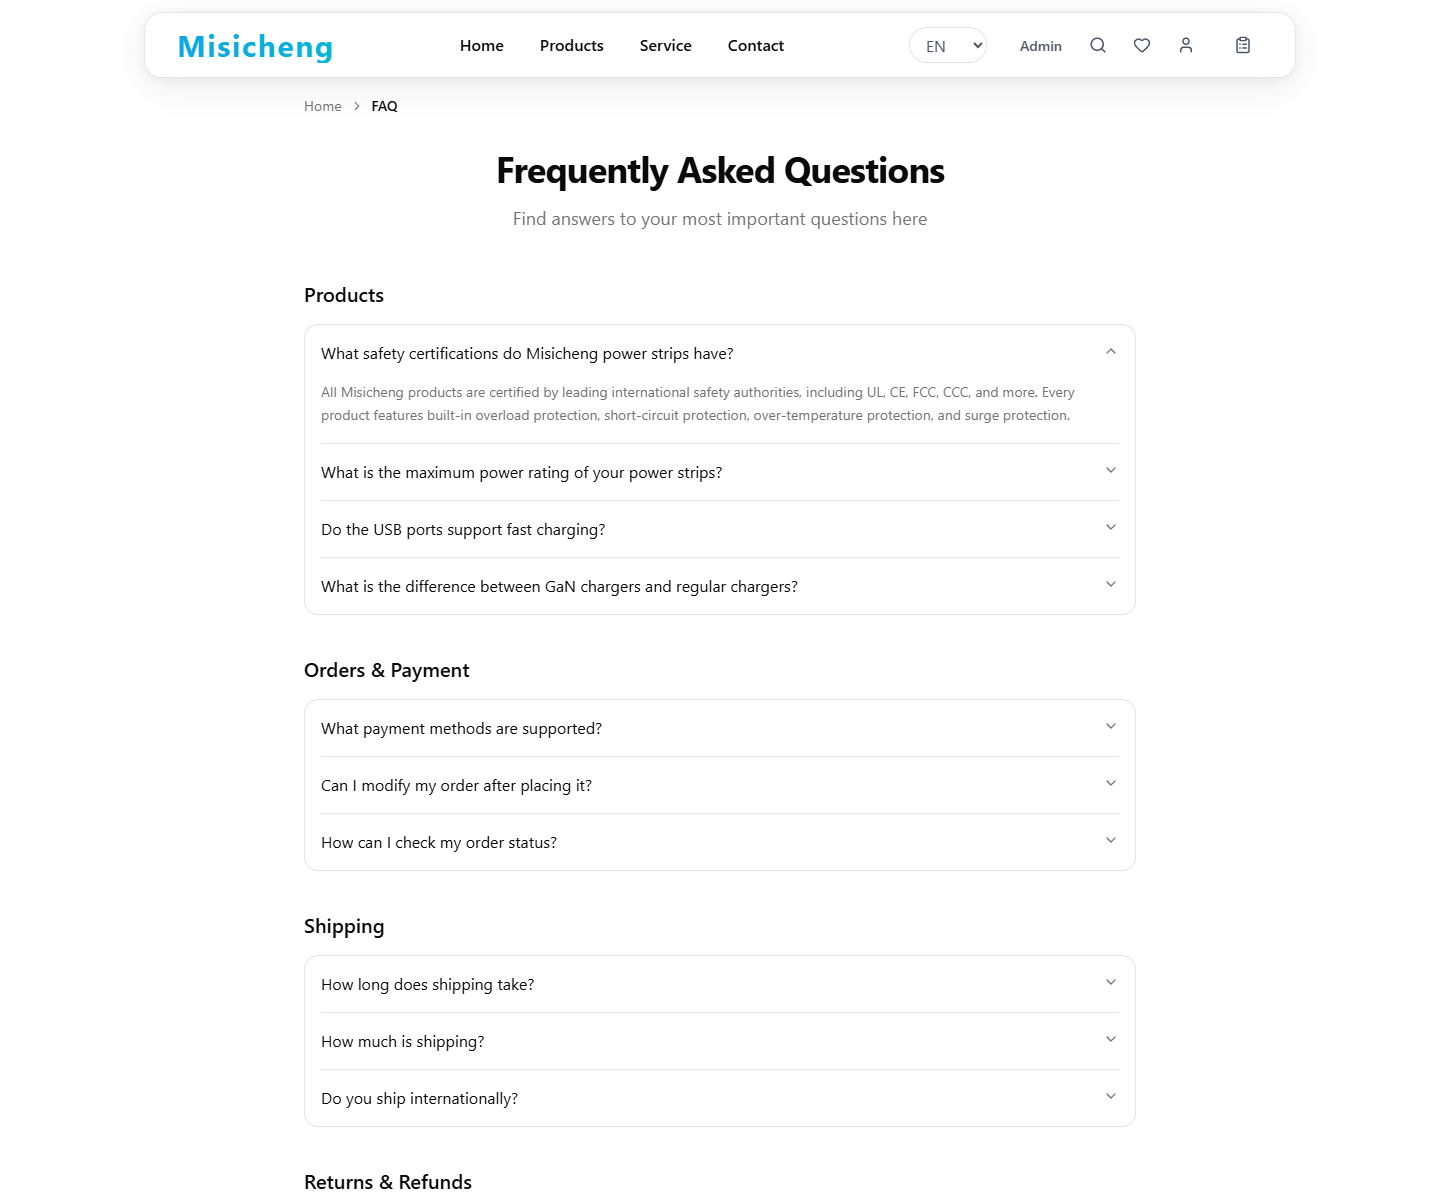 Misicheng
Home
Products
Service
Contact
EN
Admin
Home
FAQ
Frequently Asked Questions
Find answers to your most important questions here
Products
What safety certifications do Misicheng power strips have?
All Misicheng products are certified by leading international safety authorities, including UL, CE, FCC, CCC, and more. Every
product features built-in overload protection, short-circuit protection, over-temperature protection, and surge protection.
What is the maximum power rating of your power strips?
Do the USB ports support fast charging?
What is the difference between GaN chargers and regular chargers?
Orders & Payment
What payment methods are supported?
Can I modify my order after placing it?
How can I check my order status?
Shipping
How long does shipping take?
How much is shipping?
Do you ship internationally?
Returns & Refunds